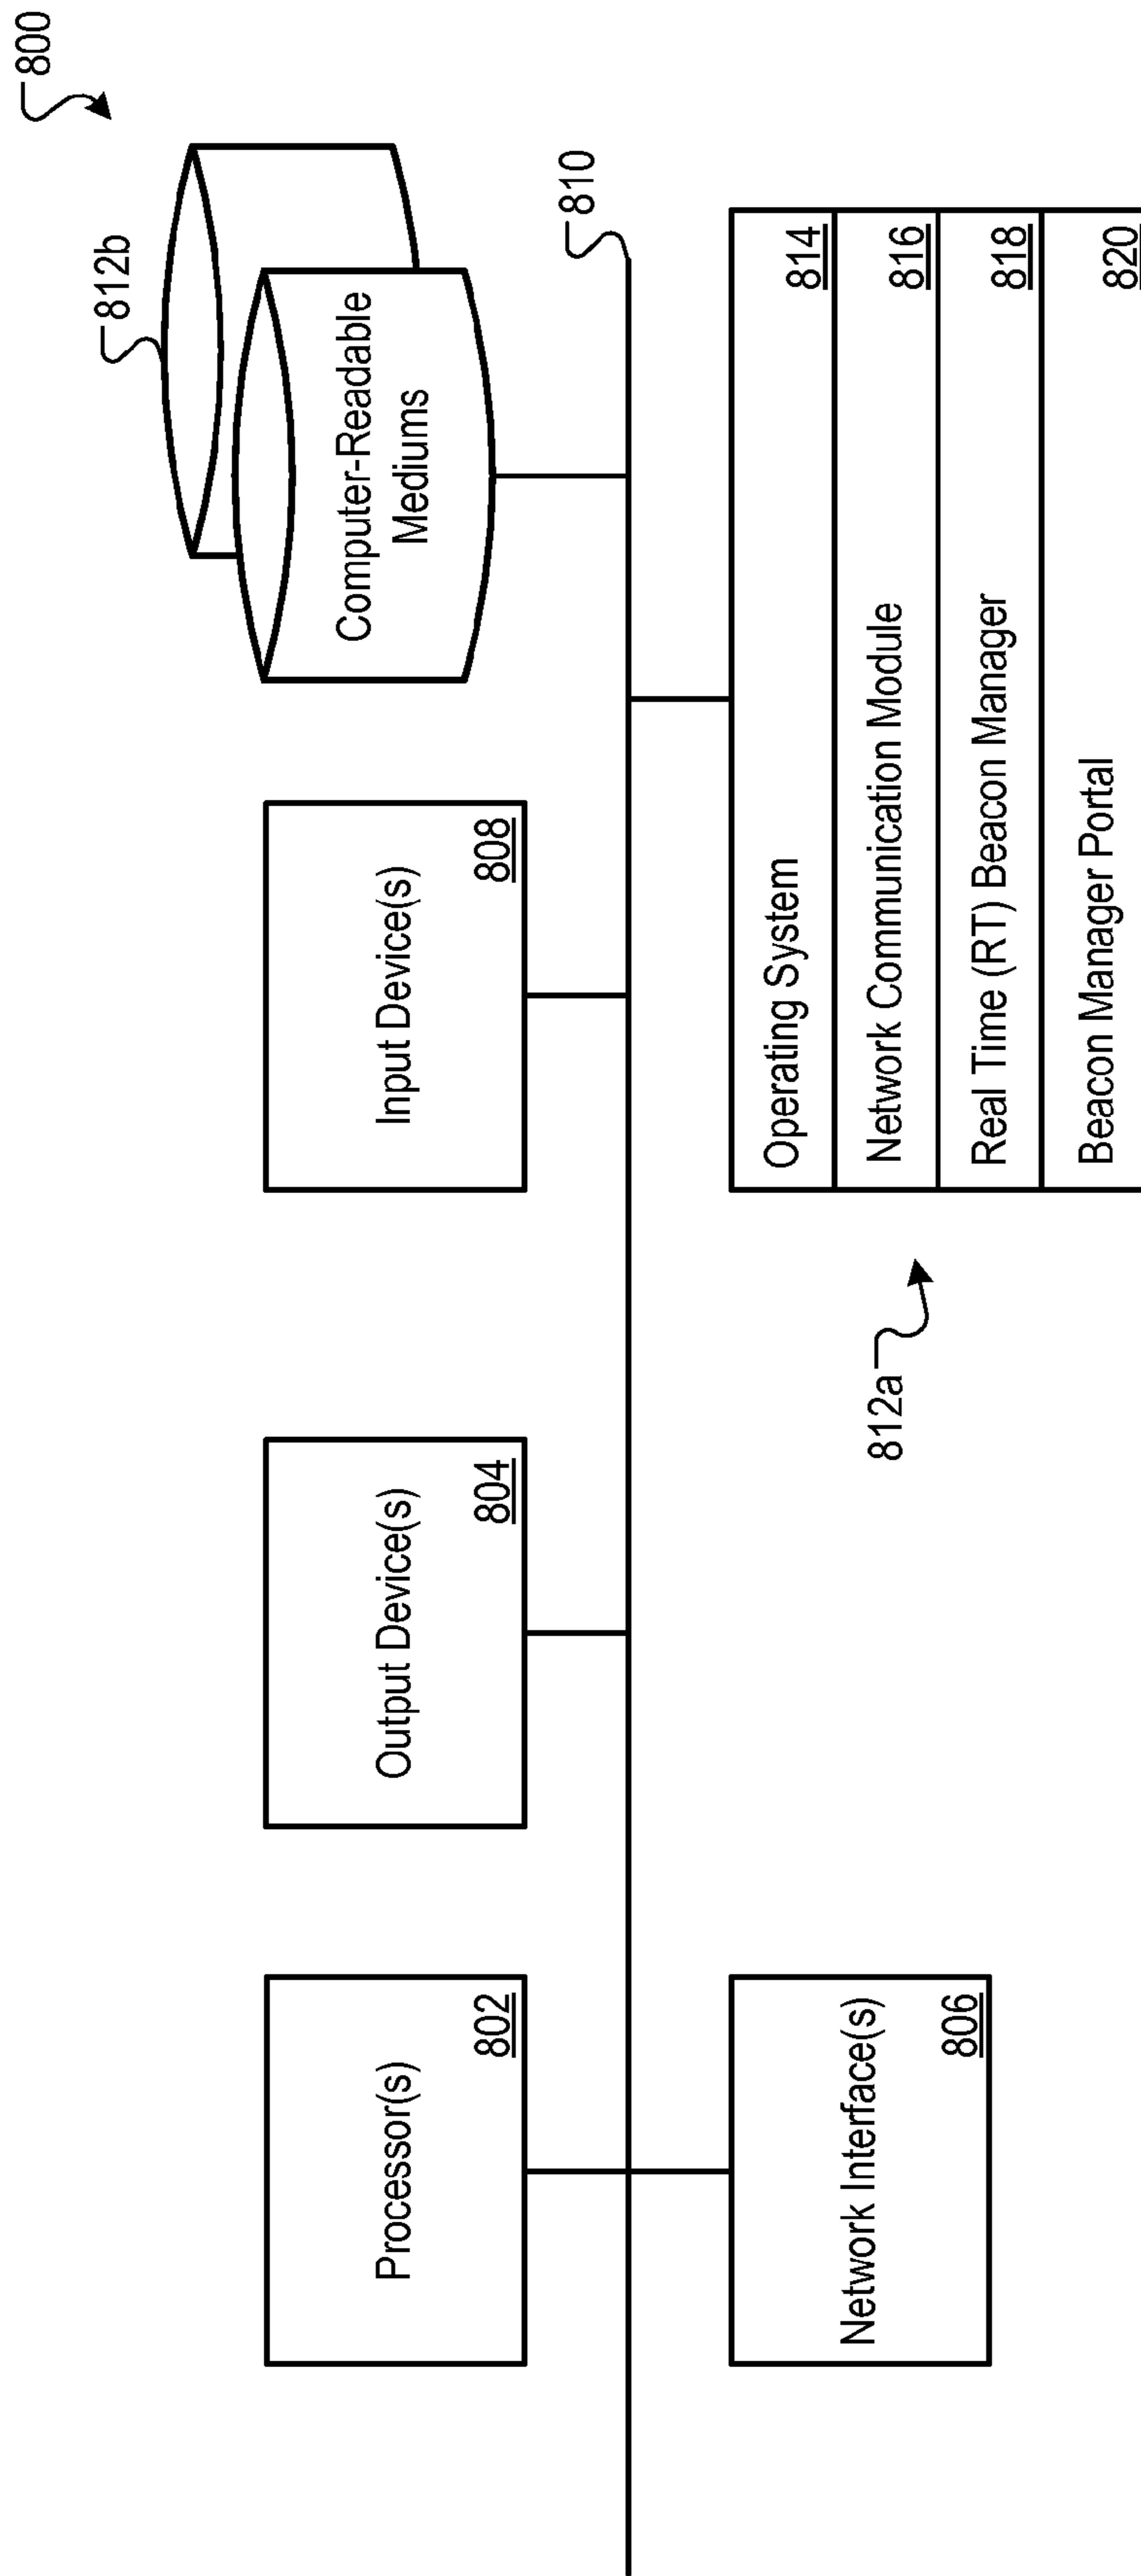 800
812b
Computer-Readable
Mediums
810
Processor(s)
802
Output Device(s)
804
Input Device(s)
808
Network Interface(s)
806
812a
Operating System 814
Network Communication Module 816
Real Time (RT) Beacon Manager 818
Beacon Manager Portal 820